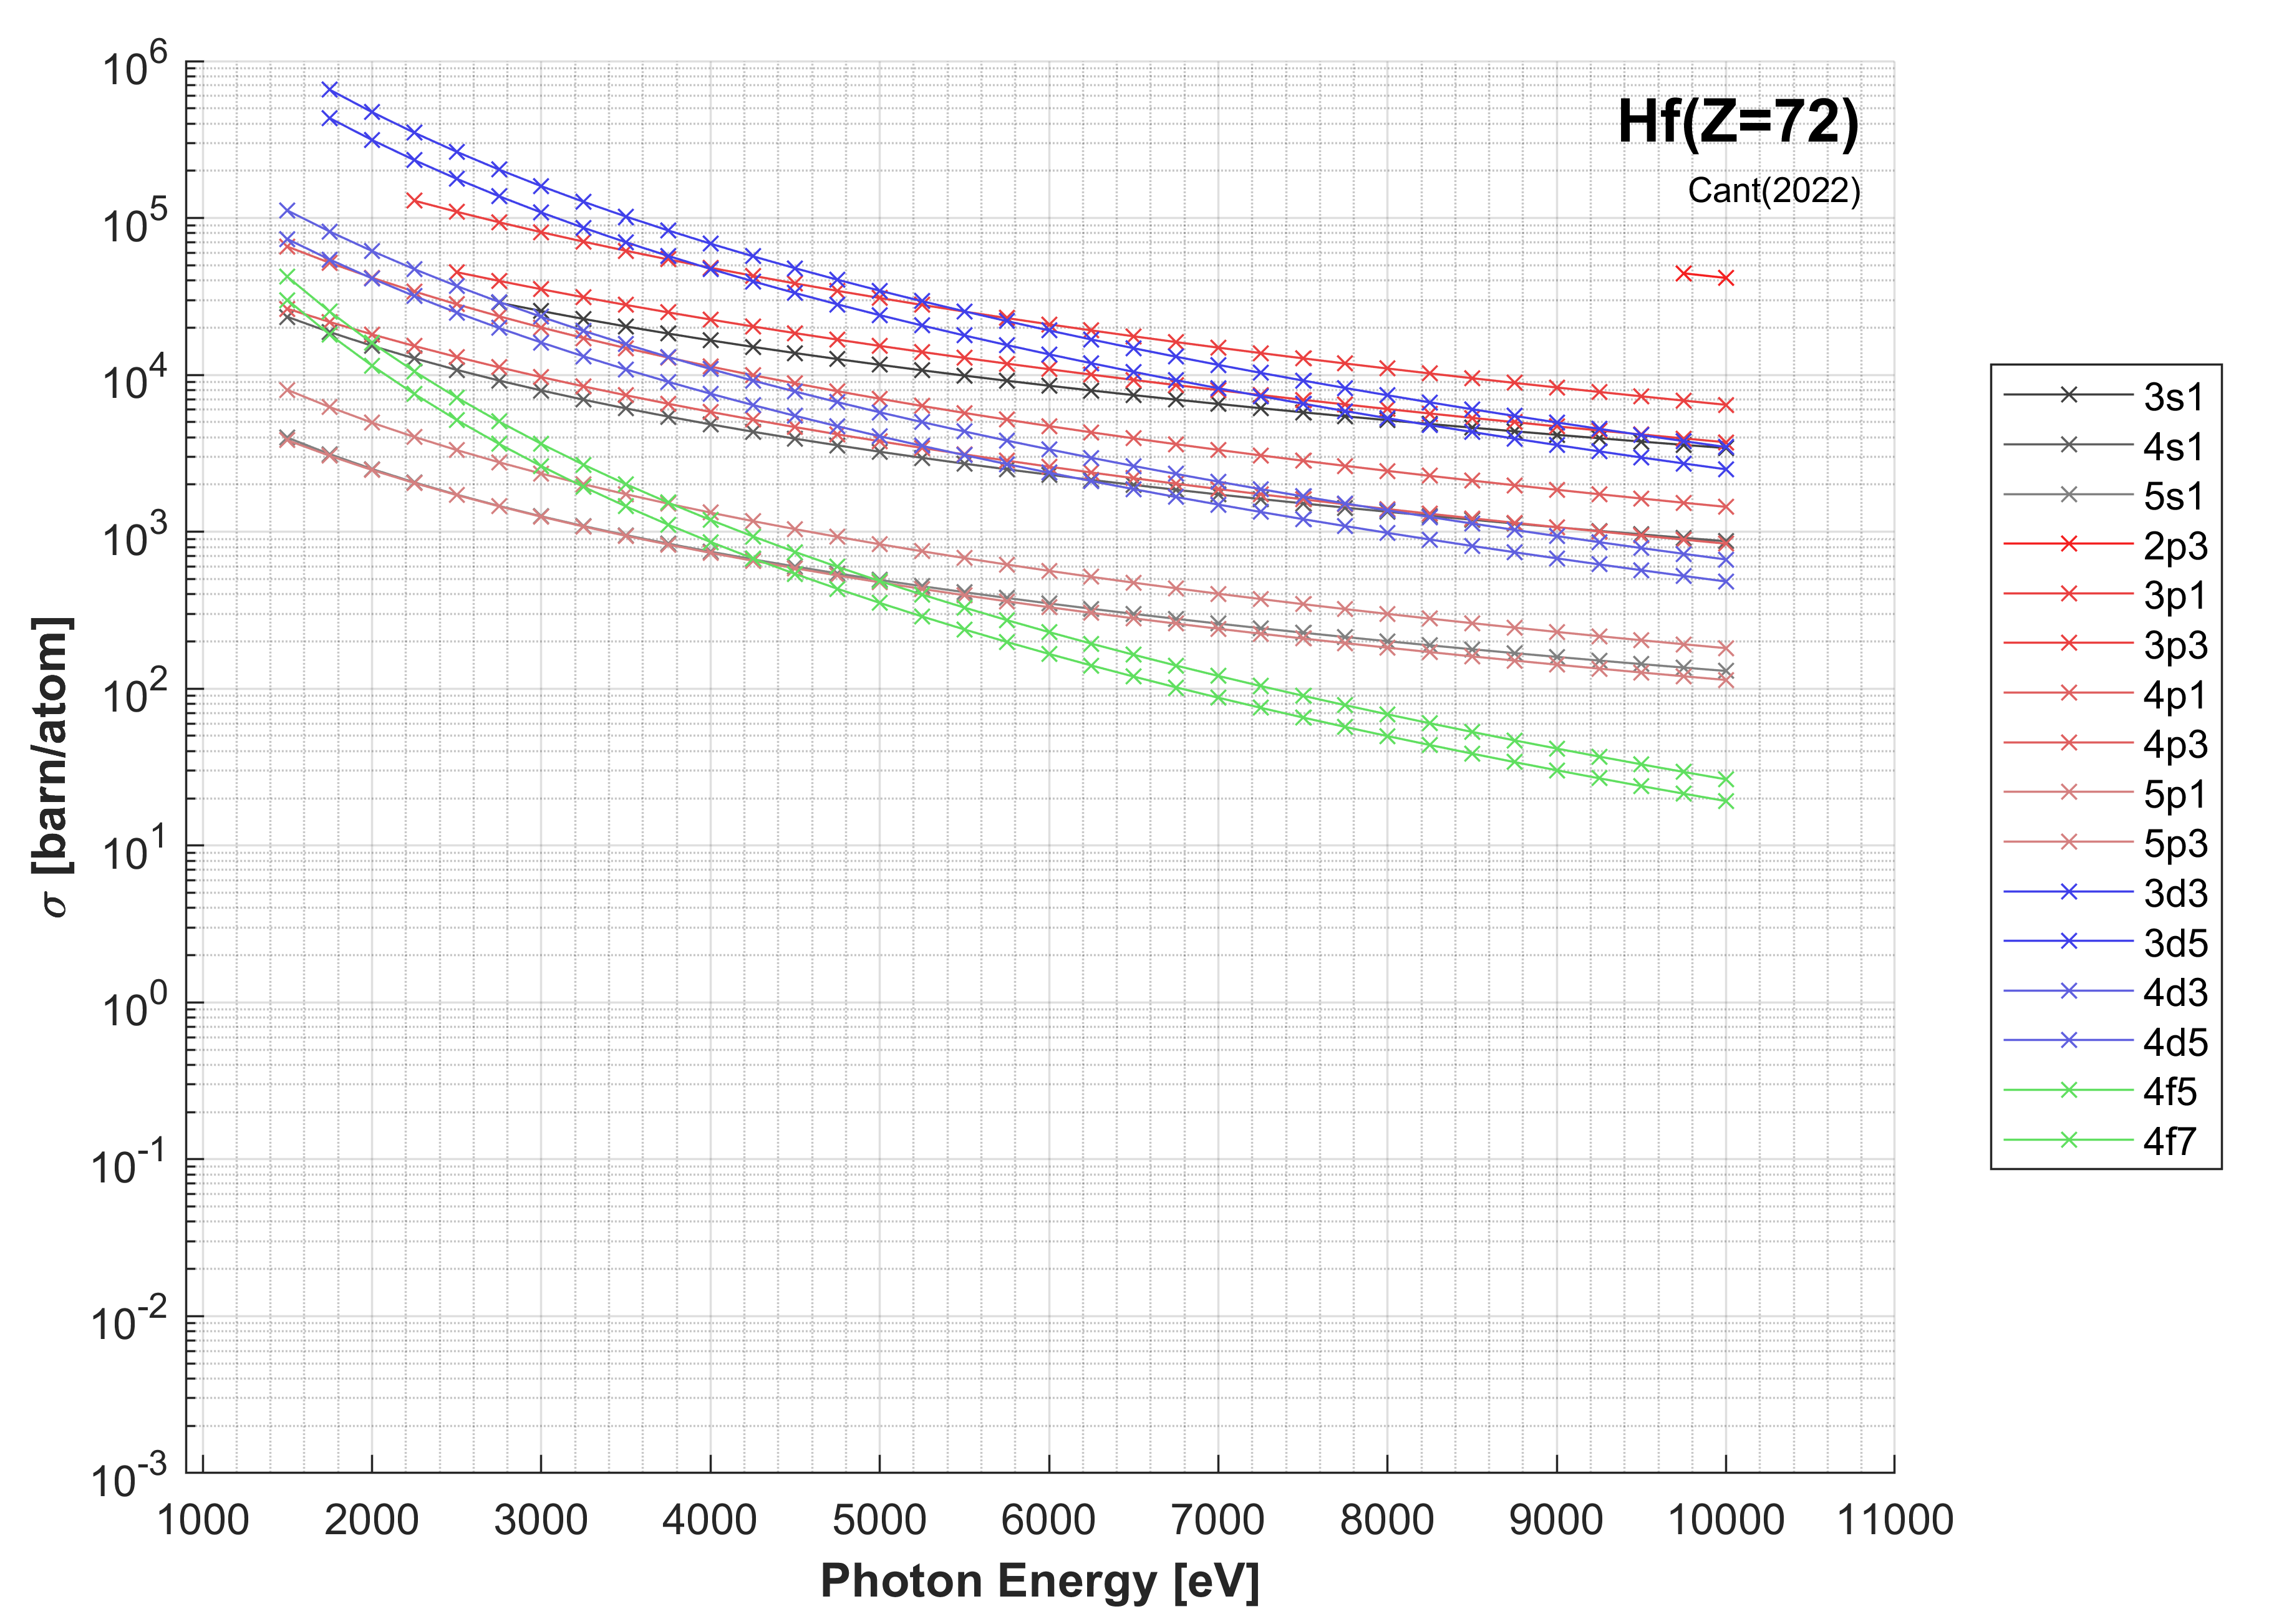 Hf(Z=72)
Cant(2022)
10^6
10^5
10^4
10^3
10^2
10^1
10^0
10^-1
10^-2
10^-3
σ [barn/atom]
1000 2000 3000 4000 5000 6000 7000 8000 9000 10000 11000
Photon Energy [eV]
3s1
4s1
5s1
2p3
3p1
3p3
4p1
4p3
5p1
5p3
3d3
3d5
4d3
4d5
4f5
4f7